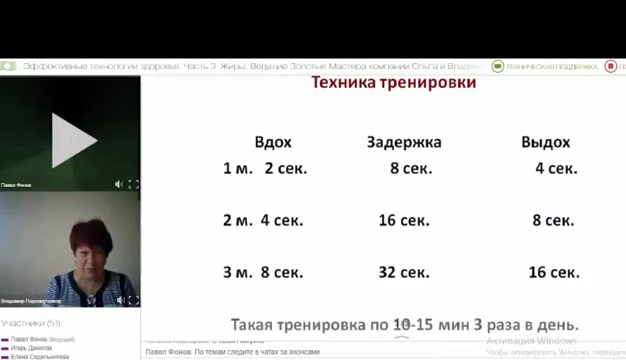 Эффективные технологии здоровья. Часть 3. Жиры. Ведущие Золотые Мастера компании Ольга и Влади
ТЕХНИЧЕСКАЯ ПОДДЕРЖКА
Техника тренировки
Вдох Задержка Выдох
1 м. 2 сек. 8 сек. 4 сек.
2 м. 4 сек. 16 сек. 8 сек.
3 м. 8 сек. 32 сек. 16 сек.
Такая тренировка по 10-15 мин 3 раза в день.
Павел Фонов
Владимир
Участники (51)
Павел Фонов (Ведущий)
Игорь Данилов
Елена Сидельникова
Павел Фонов: По темам следите в чатах за анонсами
Активация Windows
Чтобы активировать Windows, перейдите